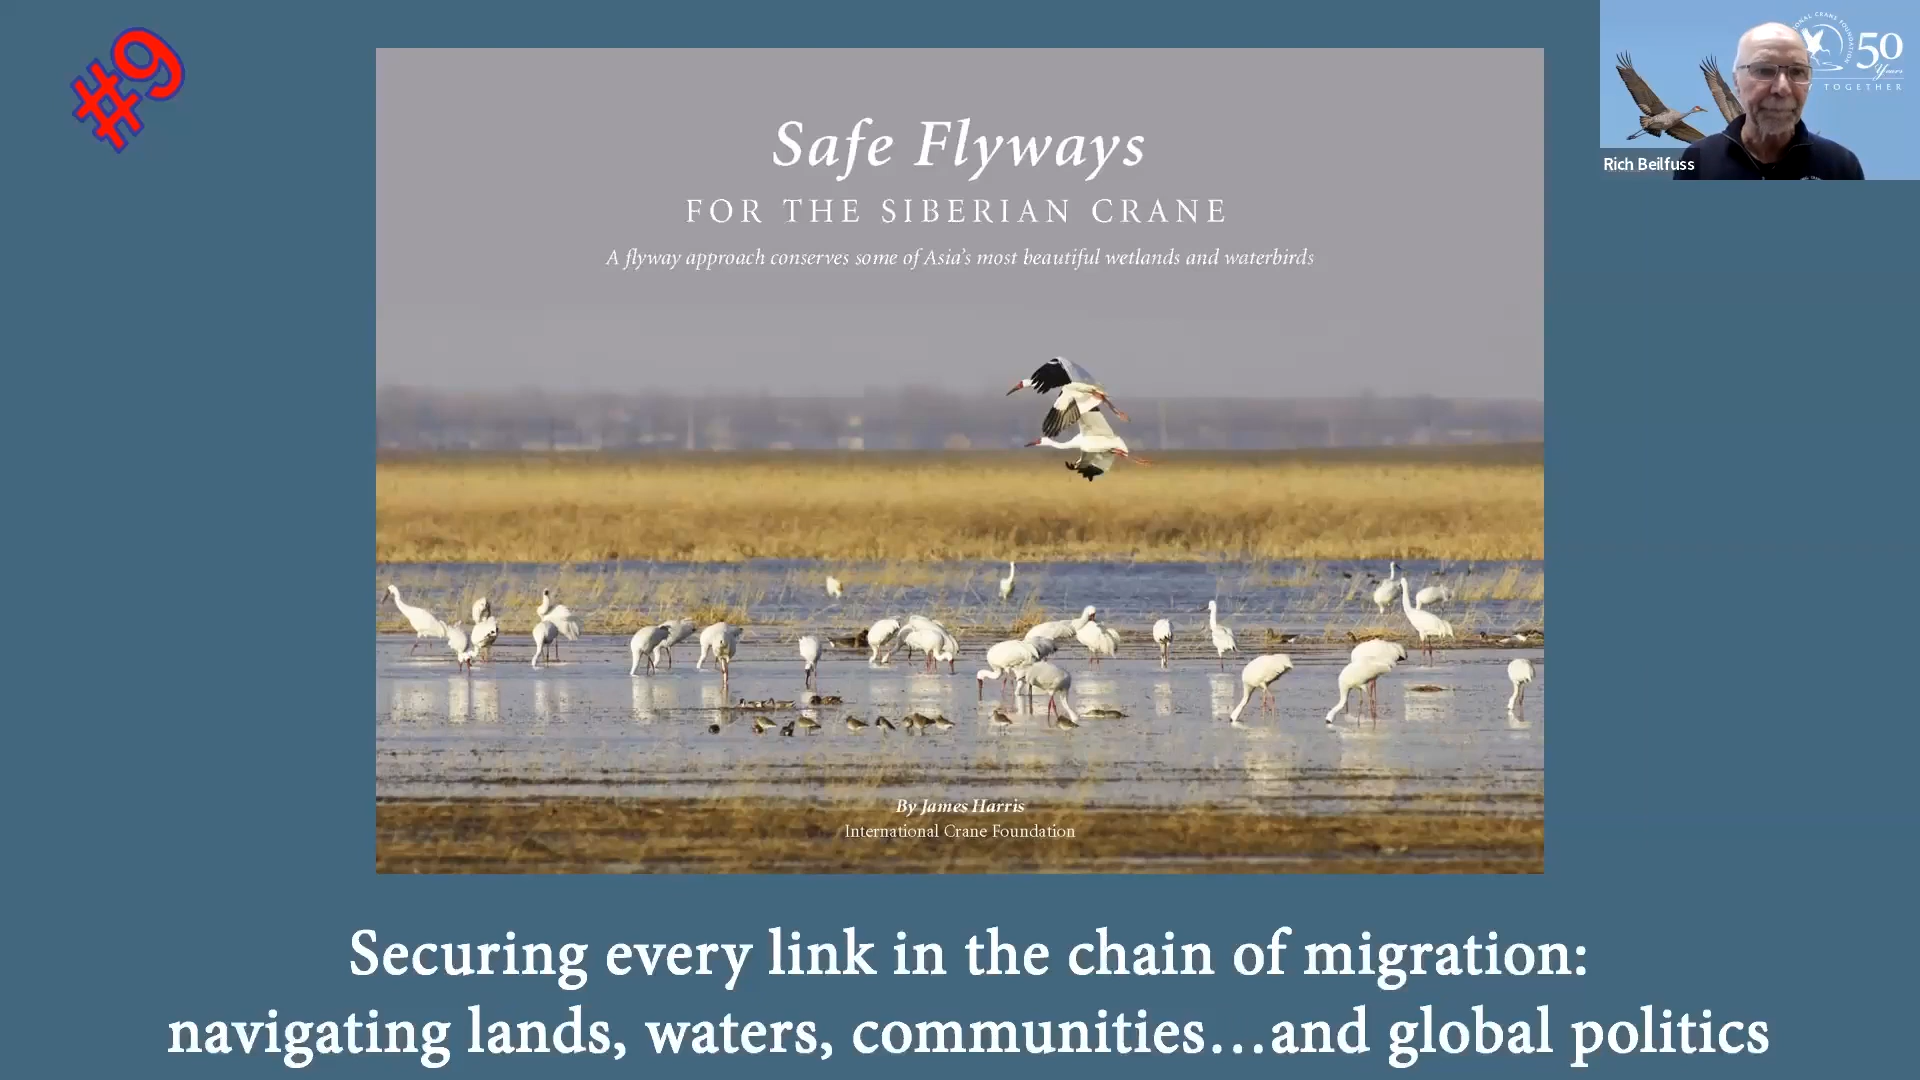 #9
Safe Flyways
FOR THE SIBERIAN CRANE
A flyway approach conserves some of Asia's most beautiful wetlands and waterbirds
By James Harris
International Crane Foundation
Securing every link in the chain of migration:
navigating lands, waters, communities…and global politics
50
Years
TOGETHER
Rich Beilfuss